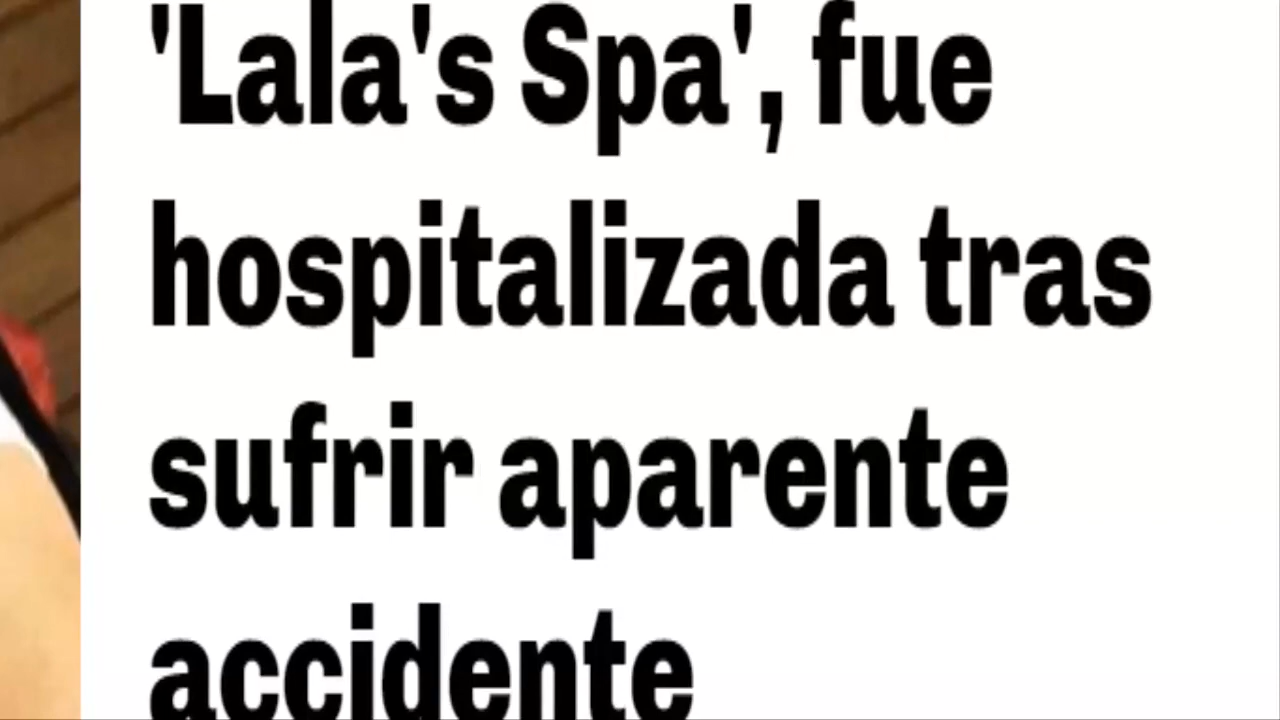 'Lala's Spa', fue
hospitalizada tras
sufrir aparente
accidente